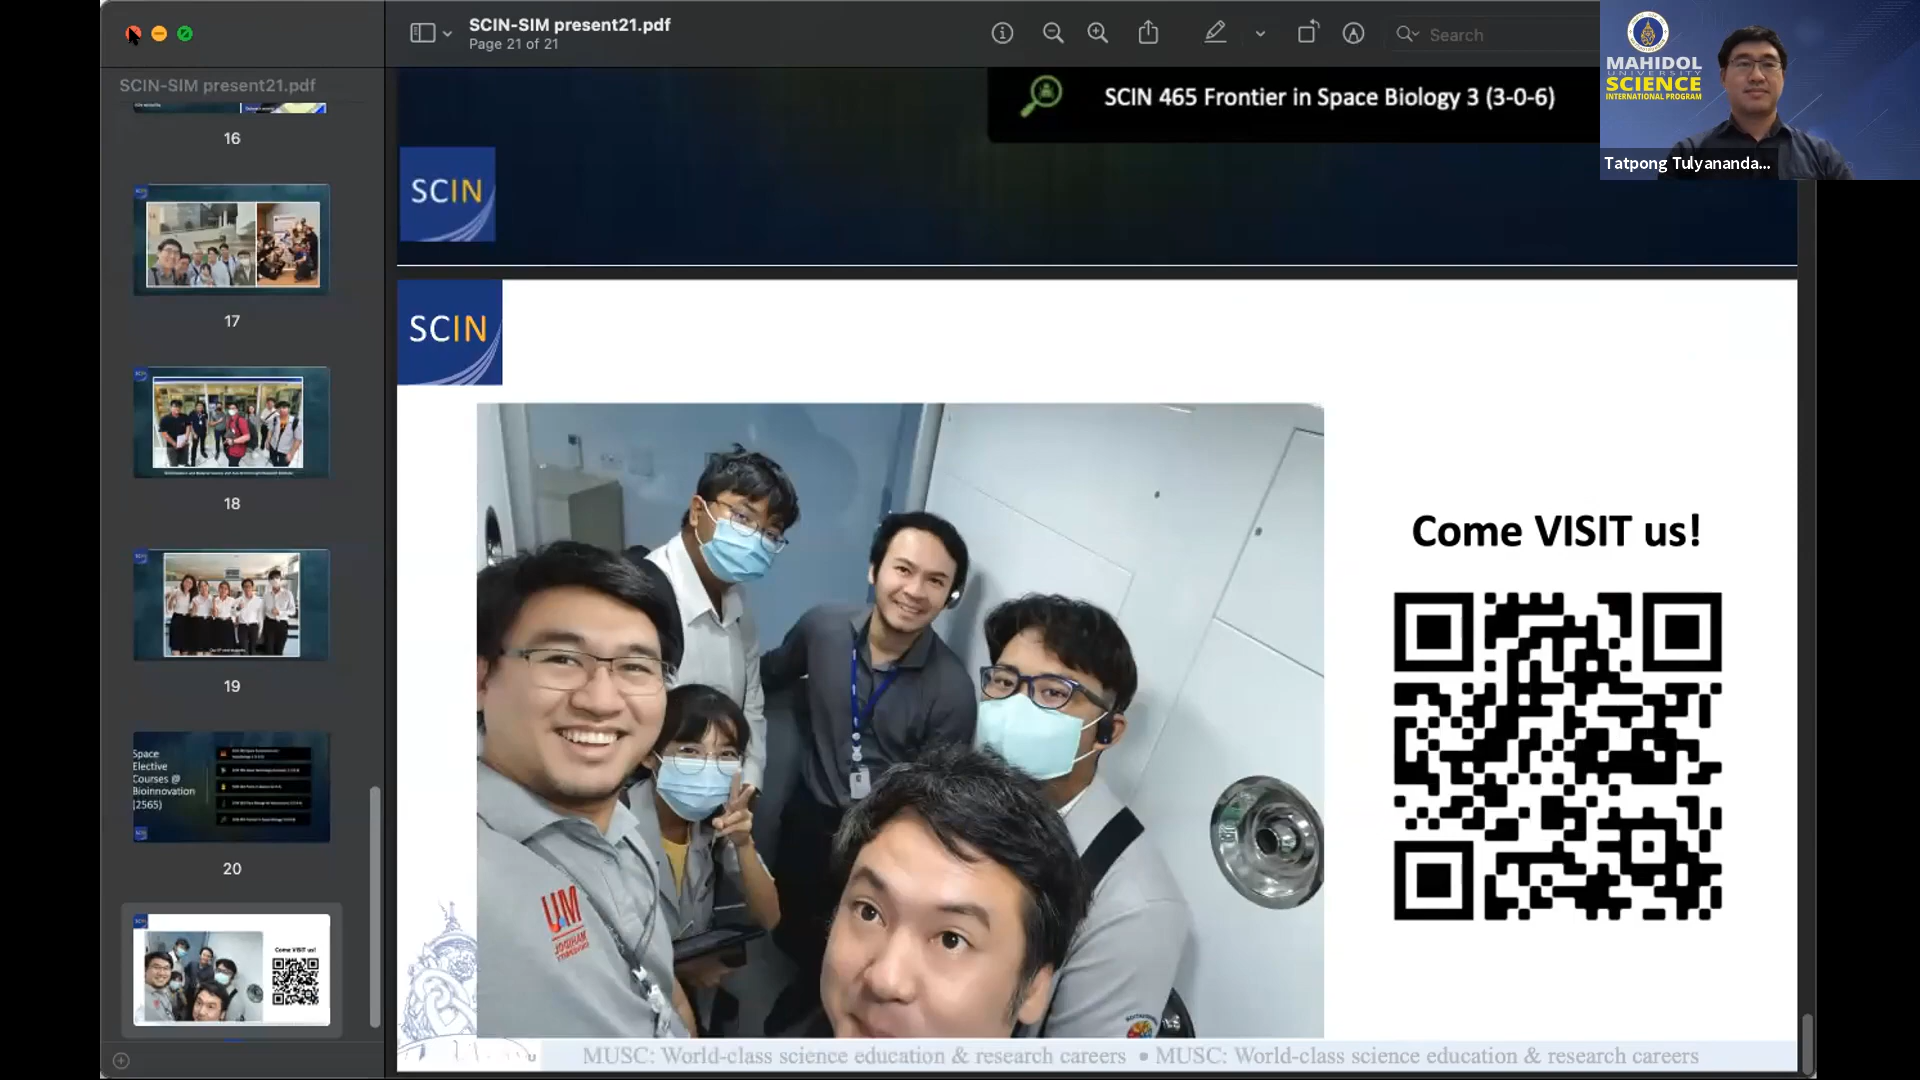 SCIN-SIM present21.pdf
Page 21 of 21
Search
SCIN-SIM present21.pdf
16
17
18
19
Space
Elective
Courses @
Bioinnovation
(2565)
20
Come VISIT us!
SCIN 465 Frontier in Space Biology 3 (3-0-6)
SCIN
SCIN
Come VISIT us!
U M
MUSC: World-class science education & research careers • MUSC: World-class science education & research careers
MAHIDOL
UNIVERSITY
SCIENCE
INTERNATIONAL PROGRAM
Tatpong Tulyananda...